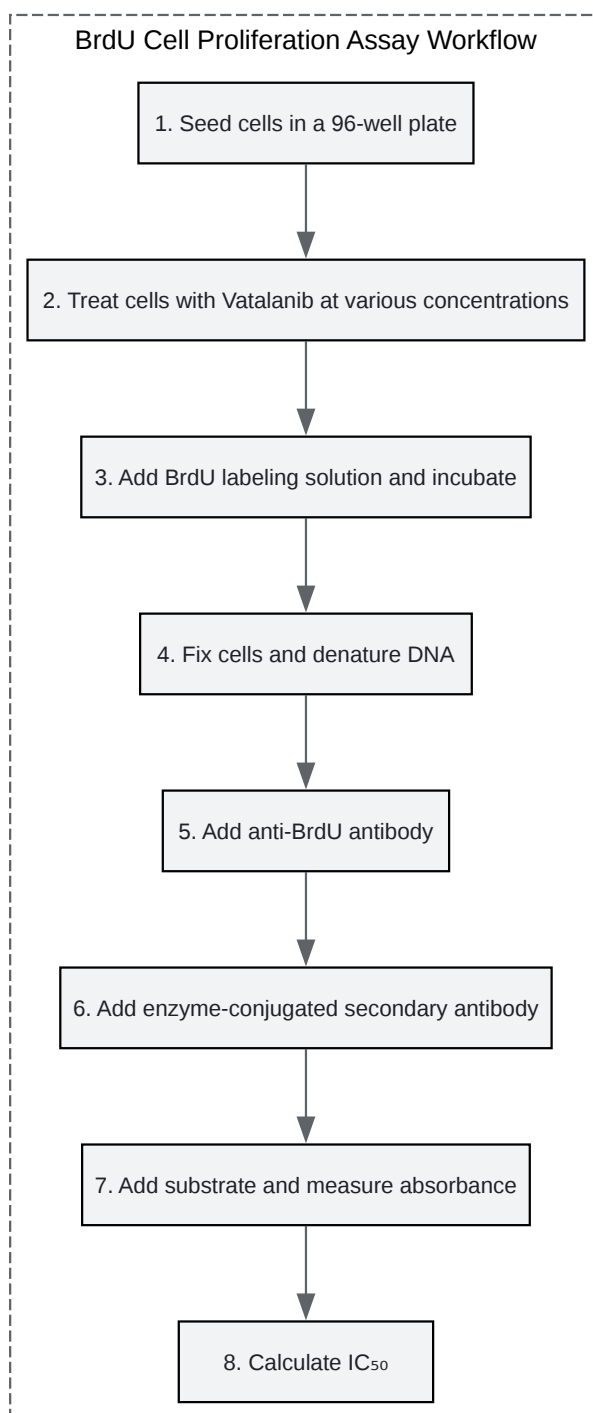 BrdU Cell Proliferation Assay Workflow
1. Seed cells in a 96-well plate
2. Treat cells with Vatalanib at various concentrations
3. Add BrdU labeling solution and incubate
4. Fix cells and denature DNA
5. Add anti-BrdU antibody
6. Add enzyme-conjugated secondary antibody
7. Add substrate and measure absorbance
8. Calculate IC₅₀